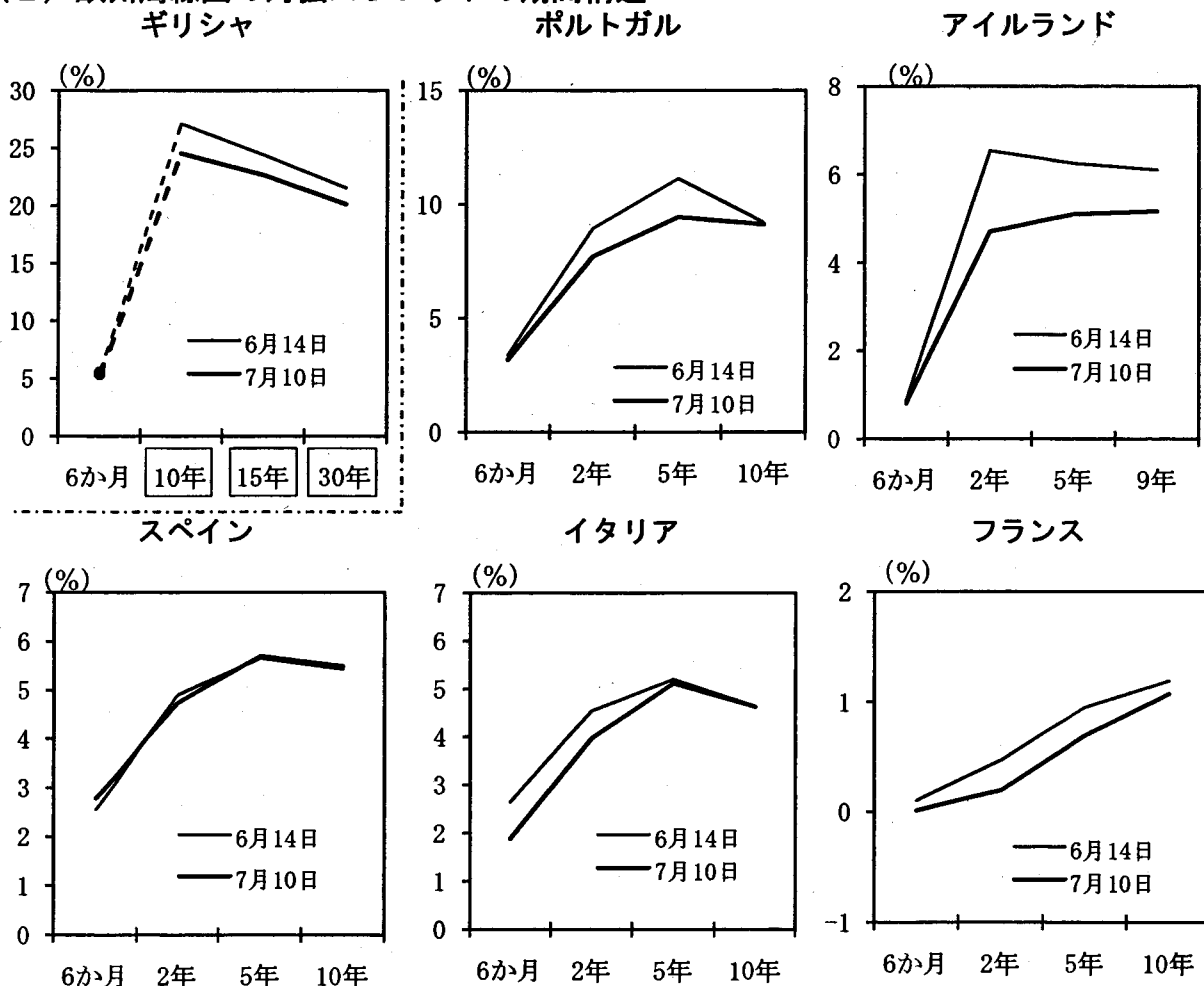 ギリシャ
(%)
30
25
20
15
10
5
0
6月14日
7月10日
6か月 10年 15年 30年
ポルトガル
(%)
15
10
5
0
6月14日
7月10日
6か月 2年 5年 10年
アイルランド
(%)
8
6
4
2
0
6月14日
7月10日
6か月 2年 5年 9年
スペイン
(%)
7
6
5
4
3
2
1
0
6月14日
7月10日
6か月 2年 5年 10年
イタリア
(%)
7
6
5
4
3
2
1
0
6月14日
7月10日
6か月 2年 5年 10年
フランス
(%)
2
1
0
-1
6月14日
7月10日
6か月 2年 5年 10年